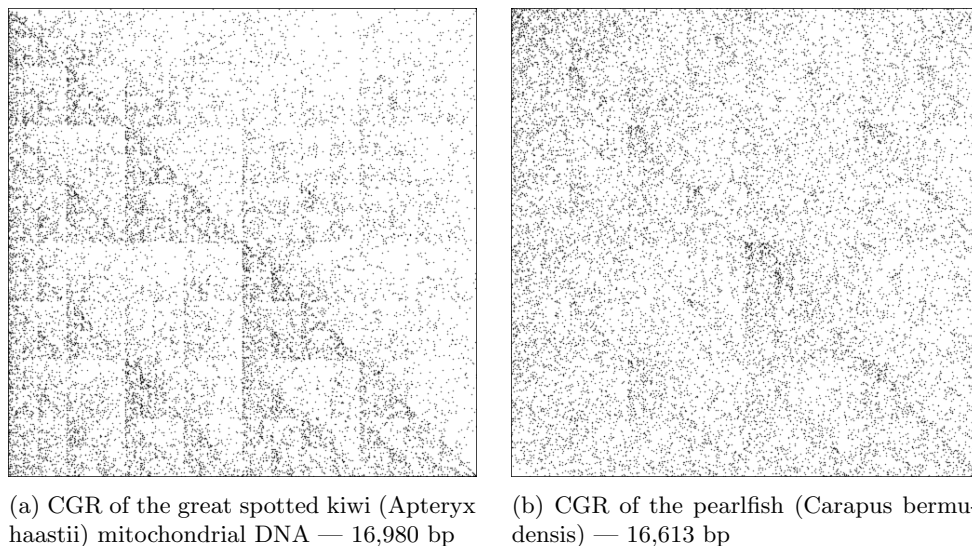 (a) CGR of the great spotted kiwi (Apteryx
haastii) mitochondrial DNA — 16,980 bp
(b) CGR of the pearlfish (Carapus bermu-
densis) — 16,613 bp